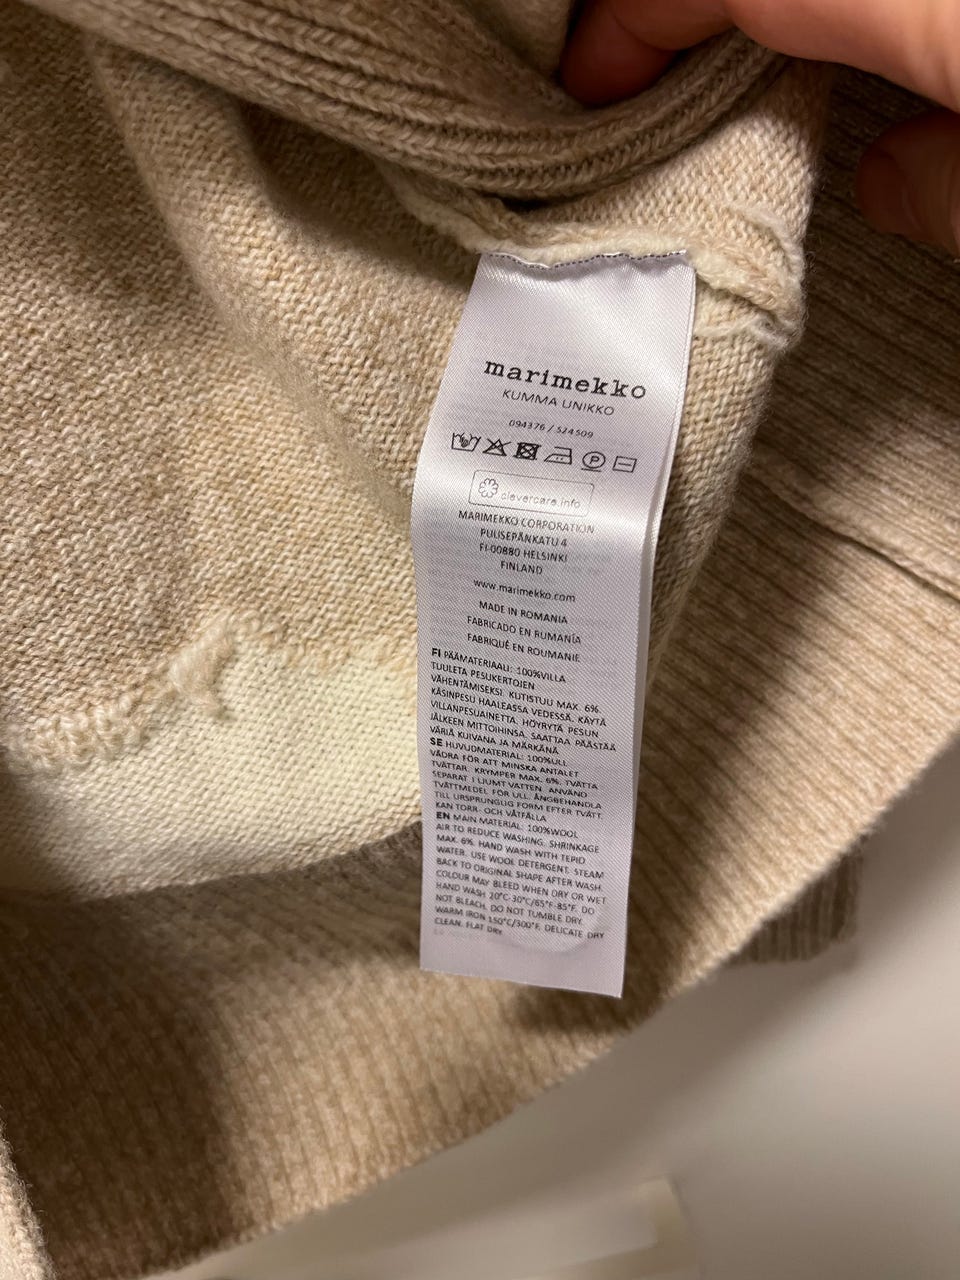 marimekko
KUMMA UNIKKO
094376 / 524509
P
clevercare.info
MARIMEKKO CORPORATION
PULISEPÄNKATU 4
FI-00880 HELSINKI
FINLAND
www.marimekko.com
MADE IN ROMANIA
FABRICADO EN RUMANÍA
FABRIQUÉ EN ROUMANIE
FI PÄÄMATERIAALI: 100%VILLA
TUULETA PESUKERTOJEN
VÄHENTÄMISEKSI. KUTISTUU MAX. 6%.
KÄSINPESU HAALEASSA VEDESSÄ. KÄYTÄ
VILLANPESUAINETTA. HÖYRYTÄ PESUN
JÄLKEEN MITTOIHINSA. SAATTAA PÄÄSTÄÄ
VÄRIÄ KUIVANA JA MÄRKÄNÄ
SE HUVUDMATERIAL: 100%ULL
VÄDRA FÖR ATT MINSKA ANTALET
TVÄTTAR. KRYMPER MAX. 6%. TVÄTTA
SEPARAT I LJUMT VATTEN. ANVÄND
TVÄTTMEDEL FÖR ULL. ÅNGBEHANDLA
TILL URSPRUNGLIG FORM EFTER TVÄTT.
KAN TORR- OCH VÅTFÄLLA
EN MAIN MATERIAL: 100%WOOL
AIR TO REDUCE WASHING. SHRINKAGE
MAX. 6%. HAND WASH WITH TEPID
WATER. USE WOOL DETERGENT. STEAM
BACK TO ORIGINAL SHAPE AFTER WASH.
COLOUR MAY BLEED WHEN DRY OR WET
HAND WASH 20°C-30°C/65°F-85°F. DO
NOT BLEACH. DO NOT TUMBLE DRY.
WARM IRON 150°C/300°F. DELICATE DRY
CLEAN. FLAT DRY